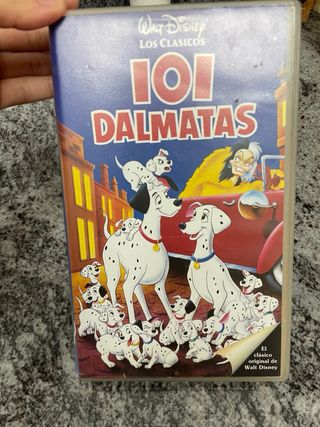 WALT DISNEY
LOS CLASICOS
101
DALMATAS
El
clásico
original de
Walt Disney